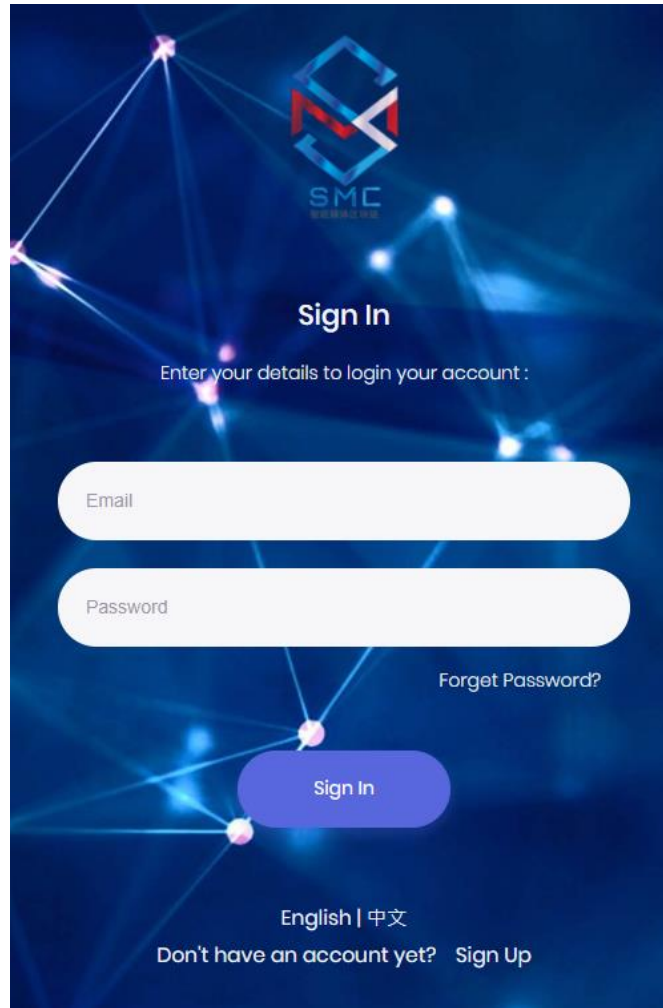 SMC
Sign In
Enter your details to login your account :
Email
Password
Forget Password?
Sign In
English | 中文
Don't have an account yet? Sign Up